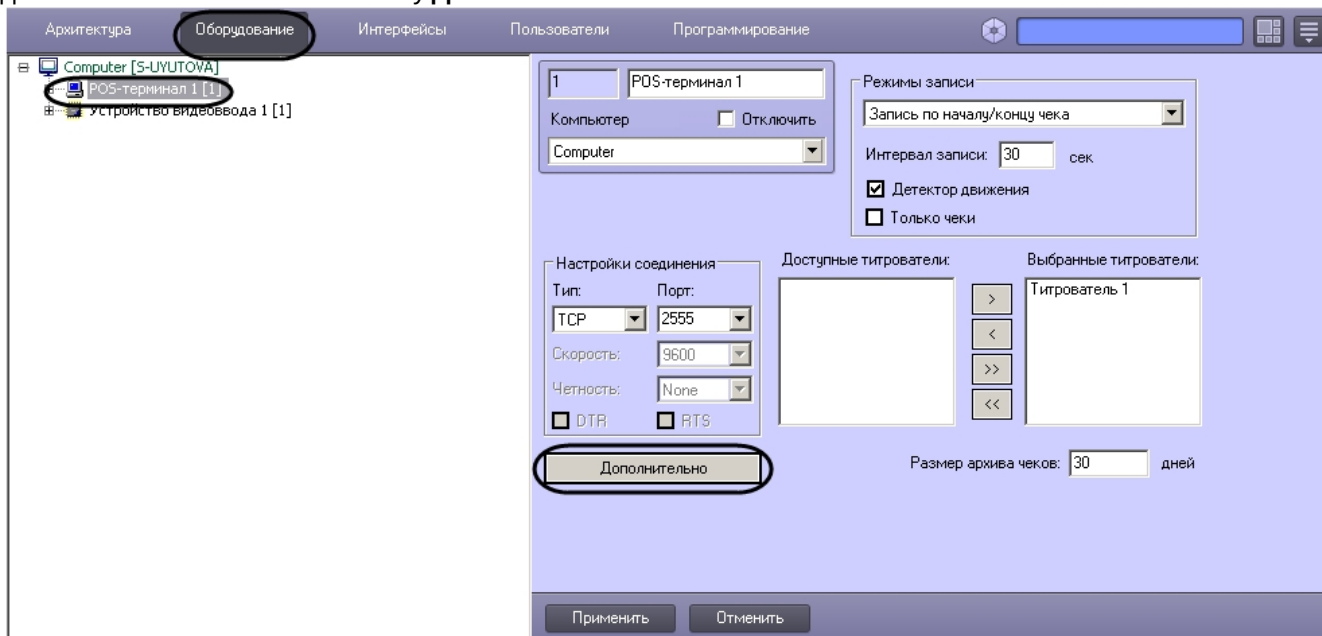 Архитектура Оборудование Интерфейсы Пользователи Программирование
Computer [S-UYUTOVA]
POS-терминал 1 [1]
Устройство видеоввода 1 [1]
1 POS-терминал 1
Компьютер Отключить
Computer
Режимы записи
Запись по началу/концу чека
Интервал записи: 30 сек
Детектор движения
Только чеки
Настройки соединения
Тип: Порт:
TCP 2555
Скорость: 9600
Четность: None
DTR RTS
Дополнительно
Доступные титрователи: Выбранные титрователи:
Титрователь 1
>
<
>>
<<
Размер архива чеков: 30 дней
Применить Отменить